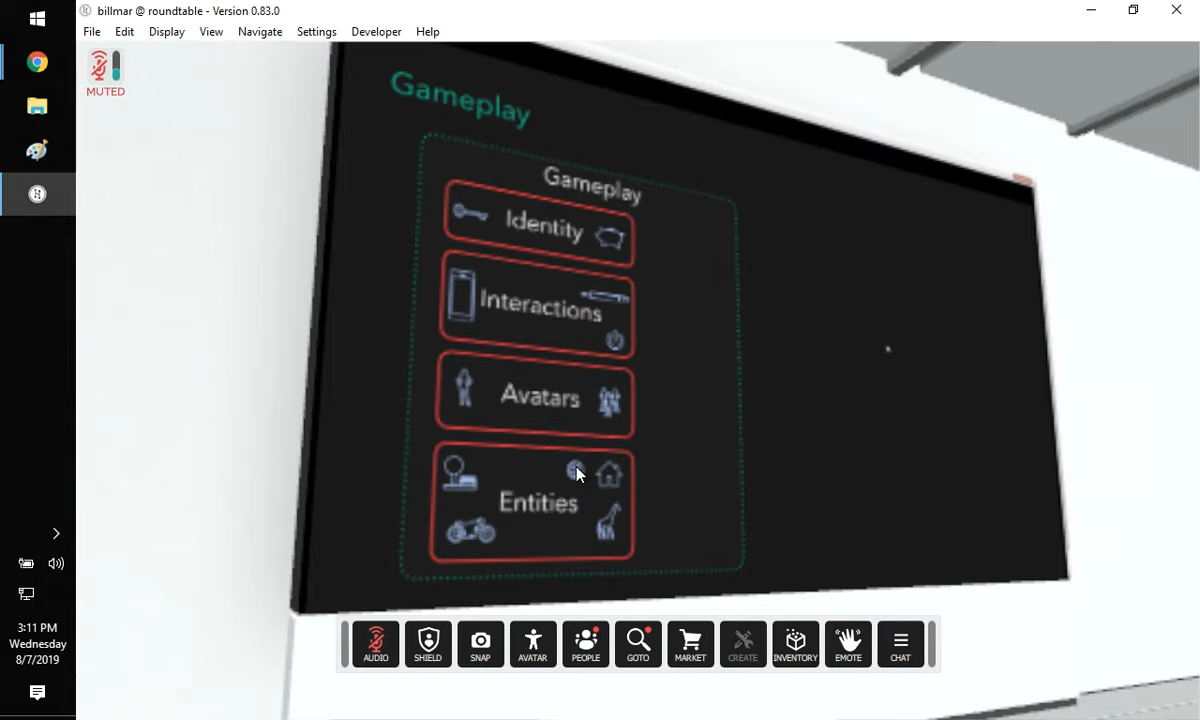 billmar @ roundtable - Version 0.83.0
File Edit Display View Navigate Settings Developer Help
MUTED
Gameplay
Gameplay
Identity
Interactions
Avatars
Entities
AUDIO SHIELD SNAP AVATAR PEOPLE GOTO MARKET CREATE INVENTORY EMOTE CHAT
3:11 PM
Wednesday
8/7/2019